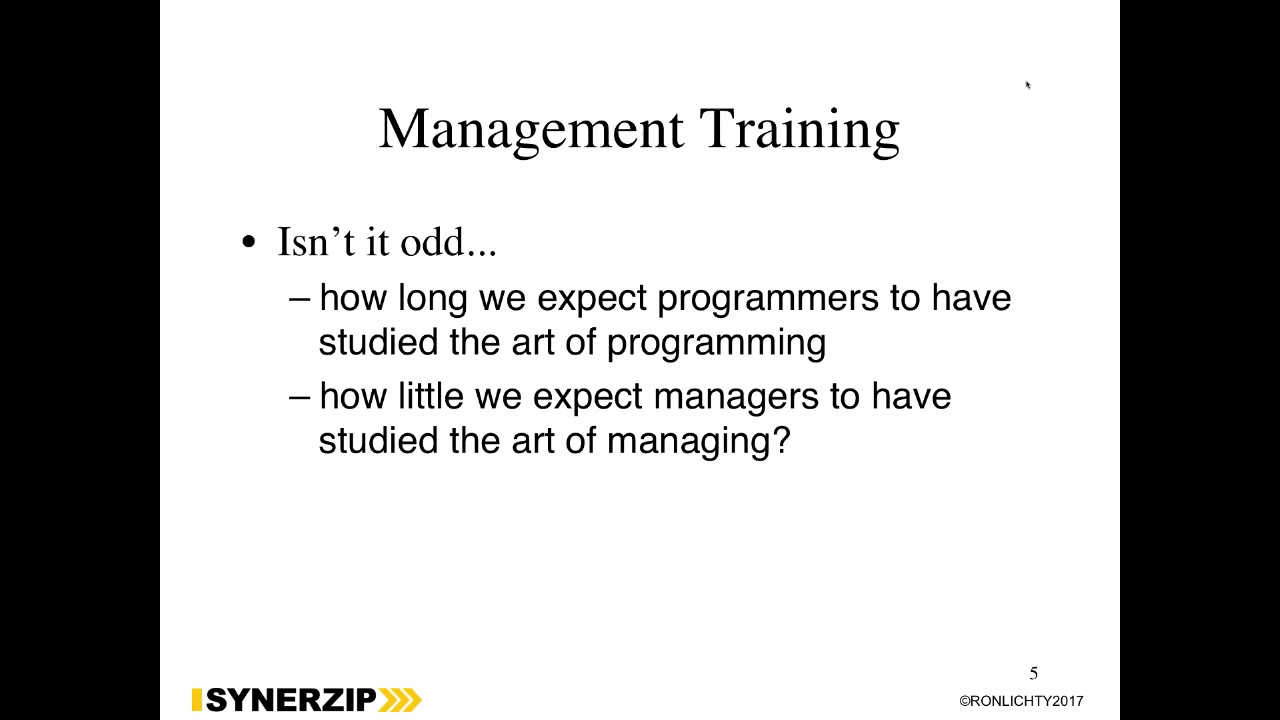 Management Training
• Isn't it odd...
– how long we expect programmers to have
studied the art of programming
– how little we expect managers to have
studied the art of managing?
5
SYNERZIP
©RONLICHTY2017